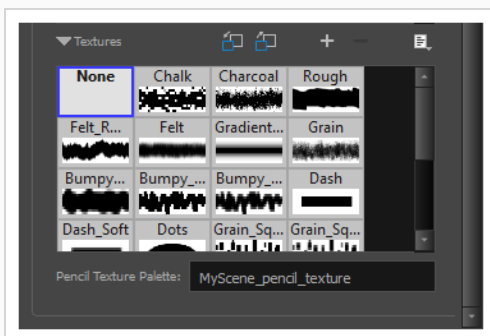 Textures
None Chalk Charcoal Rough
Felt_R... Felt Gradient... Grain
Bumpy... Bumpy_... Bumpy_... Dash
Dash_Soft Dots Grain_Sq... Grain_Sq...
Pencil Texture Palette: MyScene_pencil_texture